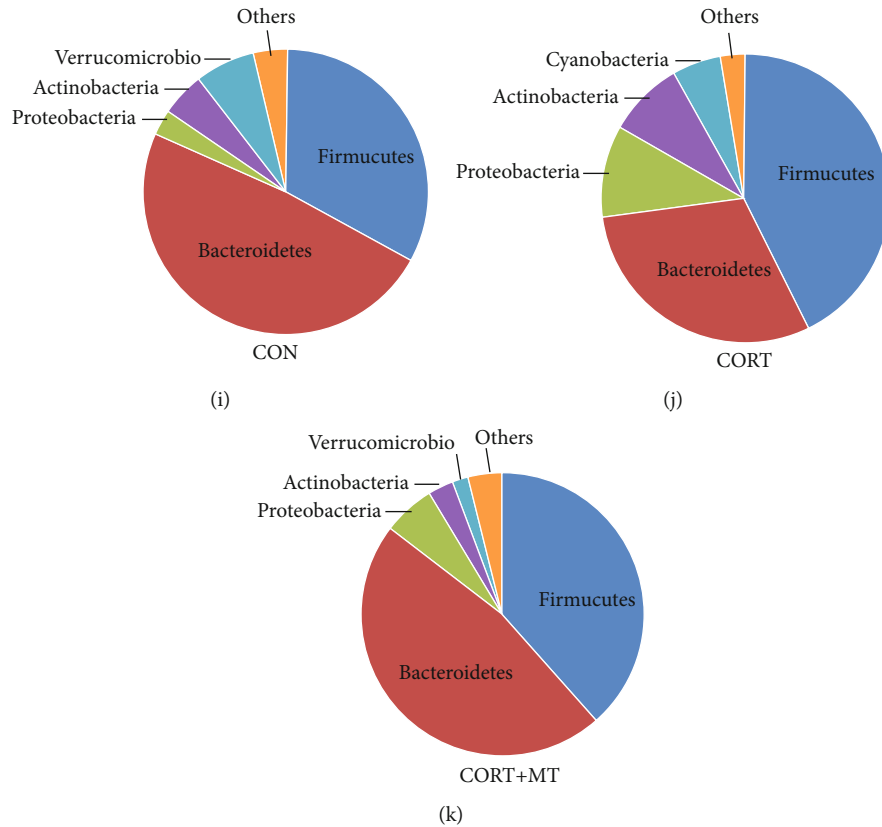 Others
Verrucomicrobio
Actinobacteria
Proteobacteria
Firmucutes
Bacteroidetes
CON
(i)
Others
Cyanobacteria
Actinobacteria
Proteobacteria
Firmucutes
Bacteroidetes
CORT
(j)
Others
Verrucomicrobio
Actinobacteria
Proteobacteria
Firmucutes
Bacteroidetes
CORT+MT
(k)